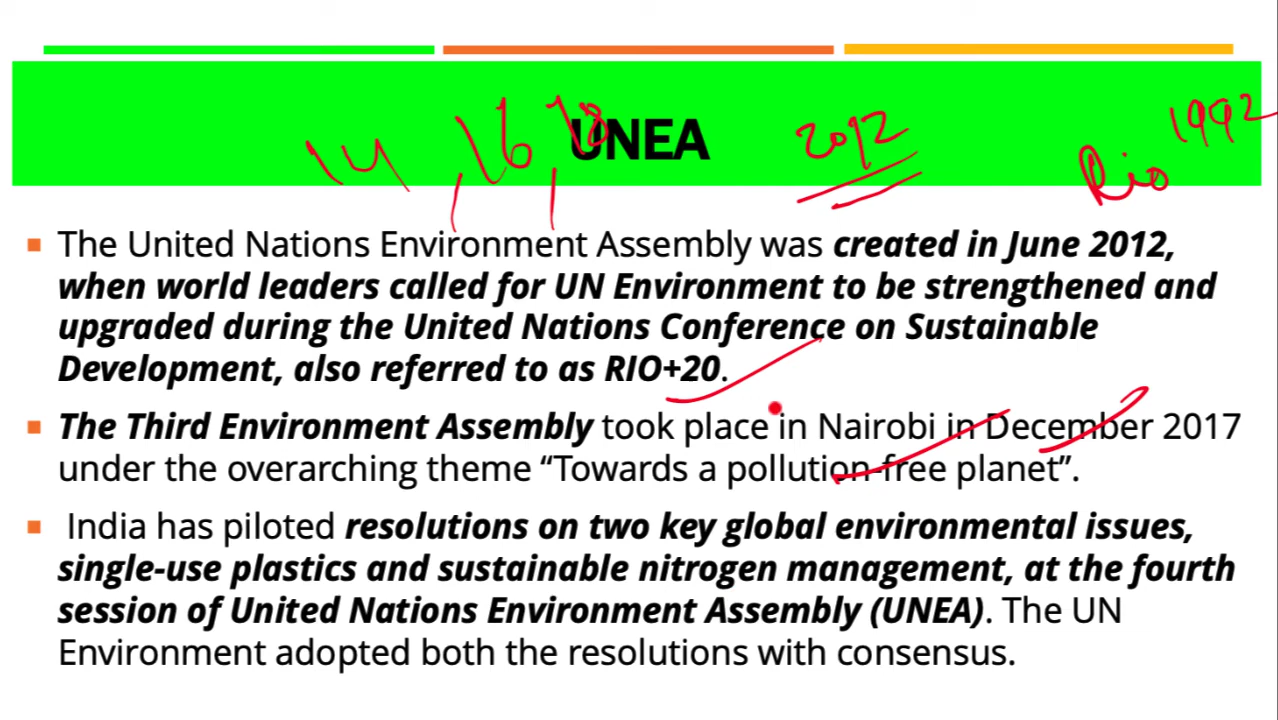 14, 16, 18 UNEA 2012 Rio 1992
▪ The United Nations Environment Assembly was created in June 2012,
when world leaders called for UN Environment to be strengthened and
upgraded during the United Nations Conference on Sustainable
Development, also referred to as RIO+20.
▪ The Third Environment Assembly took place in Nairobi in December 2017
under the overarching theme “Towards a pollution-free planet”.
▪ India has piloted resolutions on two key global environmental issues,
single-use plastics and sustainable nitrogen management, at the fourth
session of United Nations Environment Assembly (UNEA). The UN
Environment adopted both the resolutions with consensus.